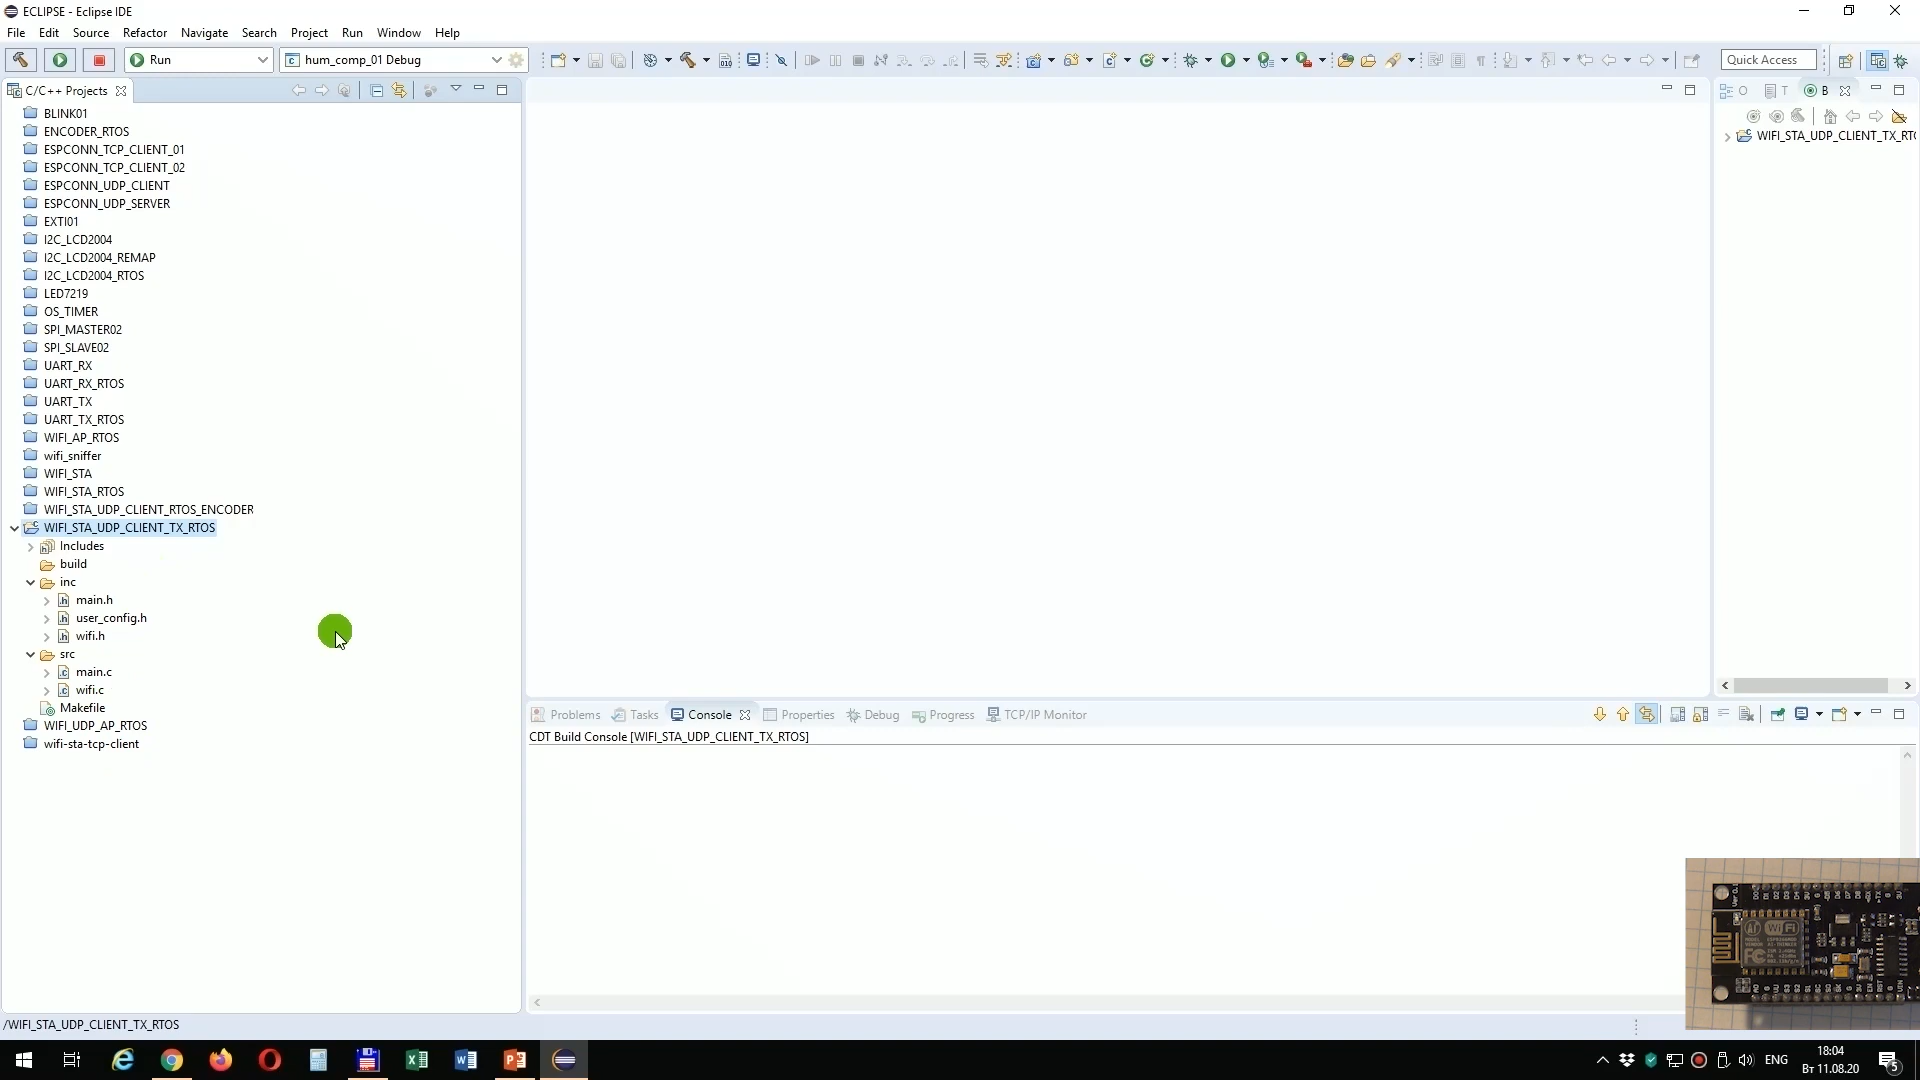 ECLIPSE - Eclipse IDE
File Edit Source Refactor Navigate Search Project Run Window Help
Run
hum_comp_01 Debug
Quick Access
C/C++ Projects
O T B
BLINK01
ENCODER_RTOS
ESPCONN_TCP_CLIENT_01
ESPCONN_TCP_CLIENT_02
ESPCONN_UDP_CLIENT
ESPCONN_UDP_SERVER
EXTI01
I2C_LCD2004
I2C_LCD2004_REMAP
I2C_LCD2004_RTOS
LED7219
OS_TIMER
SPI_MASTER02
SPI_SLAVE02
UART_RX
UART_RX_RTOS
UART_TX
UART_TX_RTOS
WIFI_AP_RTOS
wifi_sniffer
WIFI_STA
WIFI_STA_RTOS
WIFI_STA_UDP_CLIENT_RTOS_ENCODER
WIFI_STA_UDP_CLIENT_TX_RTOS
Includes
build
inc
main.h
user_config.h
wifi.h
src
main.c
wifi.c
Makefile
WIFI_UDP_AP_RTOS
wifi-sta-tcp-client
WIFI_STA_UDP_CLIENT_TX_RT
Problems Tasks Console Properties Debug Progress TCP/IP Monitor
CDT Build Console [WIFI_STA_UDP_CLIENT_TX_RTOS]
/WIFI_STA_UDP_CLIENT_TX_RTOS
ENG
18:04
Вт 11.08.20
5